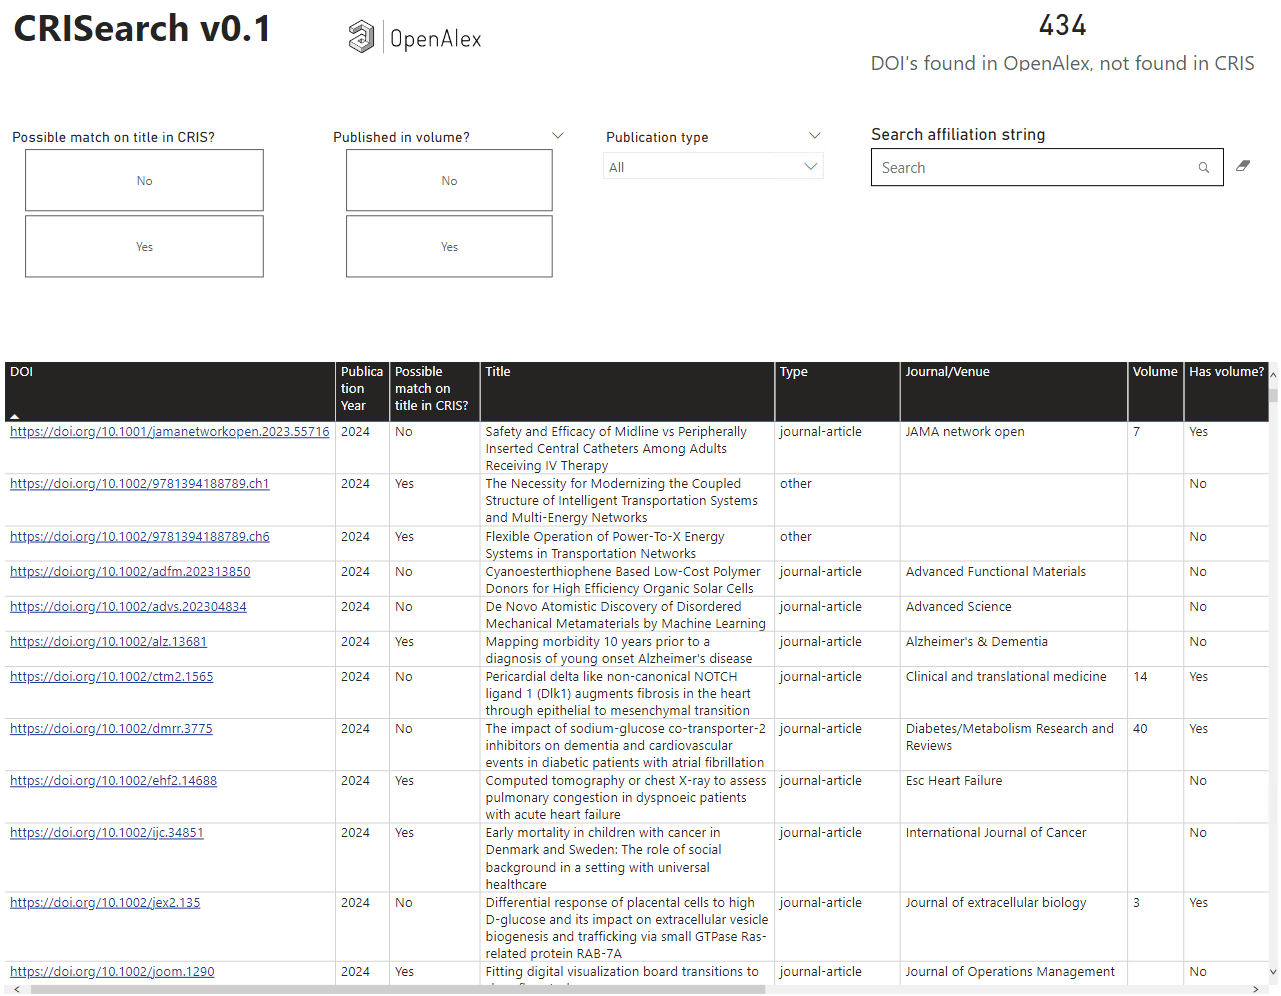 CRISearch v0.1
OpenAlex
434
DOI's found in OpenAlex, not found in CRIS
Possible match on title in CRIS?
No
Yes
Published in volume?
No
Yes
Publication type
All
Search affiliation string
Search
DOI
Publica
tion
Year
Possible
match on
title in CRIS?
Title
Type
Journal/Venue
Volume
Has volume?
https://doi.org/10.1001/jamanetworkopen.2023.55716 2024 No Safety and Efficacy of Midline vs Peripherally journal-article JAMA network open 7 Yes
Inserted Central Catheters Among Adults
Receiving IV Therapy
https://doi.org/10.1002/9781394188789.ch1 2024 Yes The Necessity for Modernizing the Coupled other No
Structure of Intelligent Transportation Systems
and Multi-Energy Networks
https://doi.org/10.1002/9781394188789.ch6 2024 Yes Flexible Operation of Power-To-X Energy other No
Systems in Transportation Networks
https://doi.org/10.1002/adfm.202313850 2024 No Cyanoesterthiophene Based Low-Cost Polymer journal-article Advanced Functional Materials No
Donors for High Efficiency Organic Solar Cells
https://doi.org/10.1002/advs.202304834 2024 No De Novo Atomistic Discovery of Disordered journal-article Advanced Science No
Mechanical Metamaterials by Machine Learning
https://doi.org/10.1002/alz.13681 2024 Yes Mapping morbidity 10 years prior to a journal-article Alzheimer's & Dementia No
diagnosis of young onset Alzheimer's disease
https://doi.org/10.1002/ctm2.1565 2024 No Pericardial delta like non-canonical NOTCH journal-article Clinical and translational medicine 14 Yes
ligand 1 (Dlk1) augments fibrosis in the heart
through epithelial to mesenchymal transition
https://doi.org/10.1002/dmrr.3775 2024 No The impact of sodium-glucose co-transporter-2 journal-article Diabetes/Metabolism Research and 40 Yes
inhibitors on dementia and cardiovascular Reviews
events in diabetic patients with atrial fibrillation
https://doi.org/10.1002/ehf2.14688 2024 Yes Computed tomography or chest X-ray to assess journal-article Esc Heart Failure No
pulmonary congestion in dyspnoeic patients
with acute heart failure
https://doi.org/10.1002/ijc.34851 2024 Yes Early mortality in children with cancer in journal-article International Journal of Cancer No
Denmark and Sweden: The role of social
background in a setting with universal
healthcare
https://doi.org/10.1002/jex2.135 2024 No Differential response of placental cells to high journal-article Journal of extracellular biology 3 Yes
D-glucose and its impact on extracellular vesicle
biogenesis and trafficking via small GTPase Ras-
related protein RAB-7A
https://doi.org/10.1002/joom.1290 2024 Yes Fitting digital visualization board transitions to journal-article Journal of Operations Management No